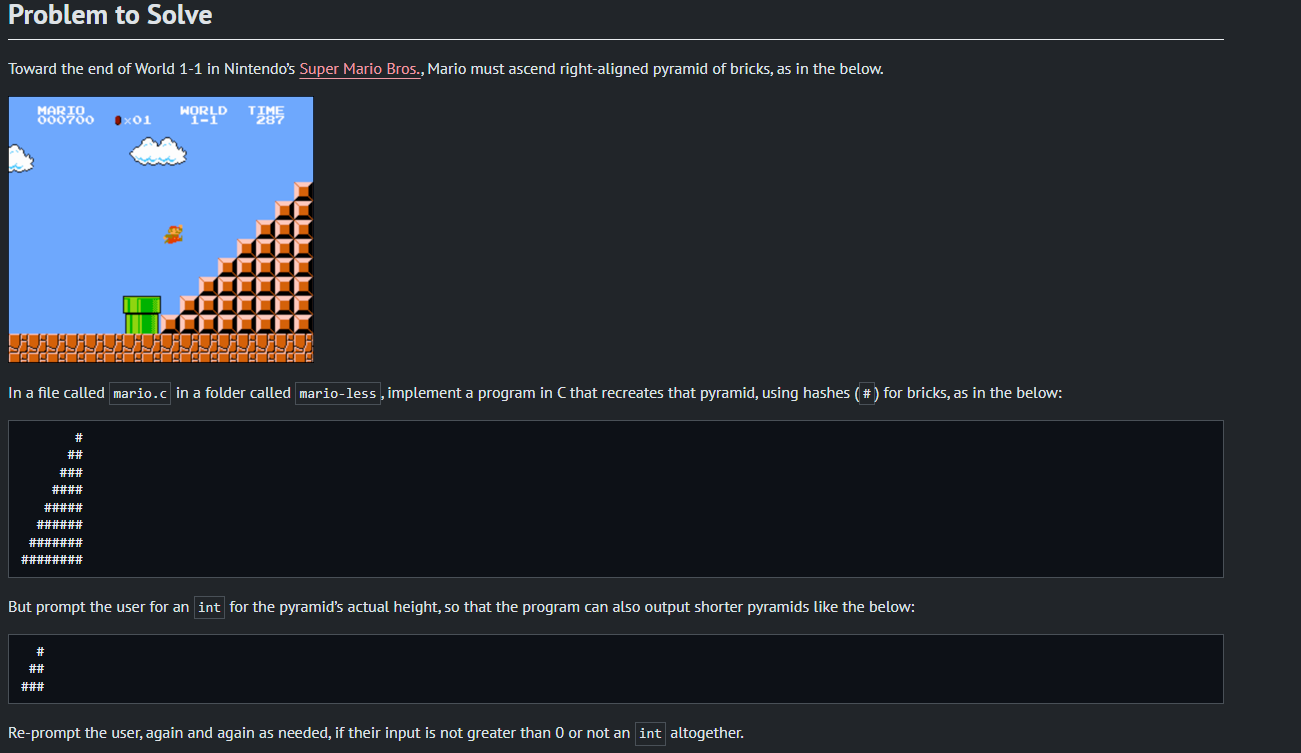 Problem to Solve
Toward the end of World 1-1 in Nintendo’s Super Mario Bros., Mario must ascend right-aligned pyramid of bricks, as in the below.
MARIO WORLD TIME
000700 ×01 1-1 287
In a file called mario.c in a folder called mario-less, implement a program in C that recreates that pyramid, using hashes (#) for bricks, as in the below:
       #
      ##
     ###
    ####
   #####
  ######
 #######
########
But prompt the user for an int for the pyramid’s actual height, so that the program can also output shorter pyramids like the below:
  #
 ##
###
Re-prompt the user, again and again as needed, if their input is not greater than 0 or not an int altogether.